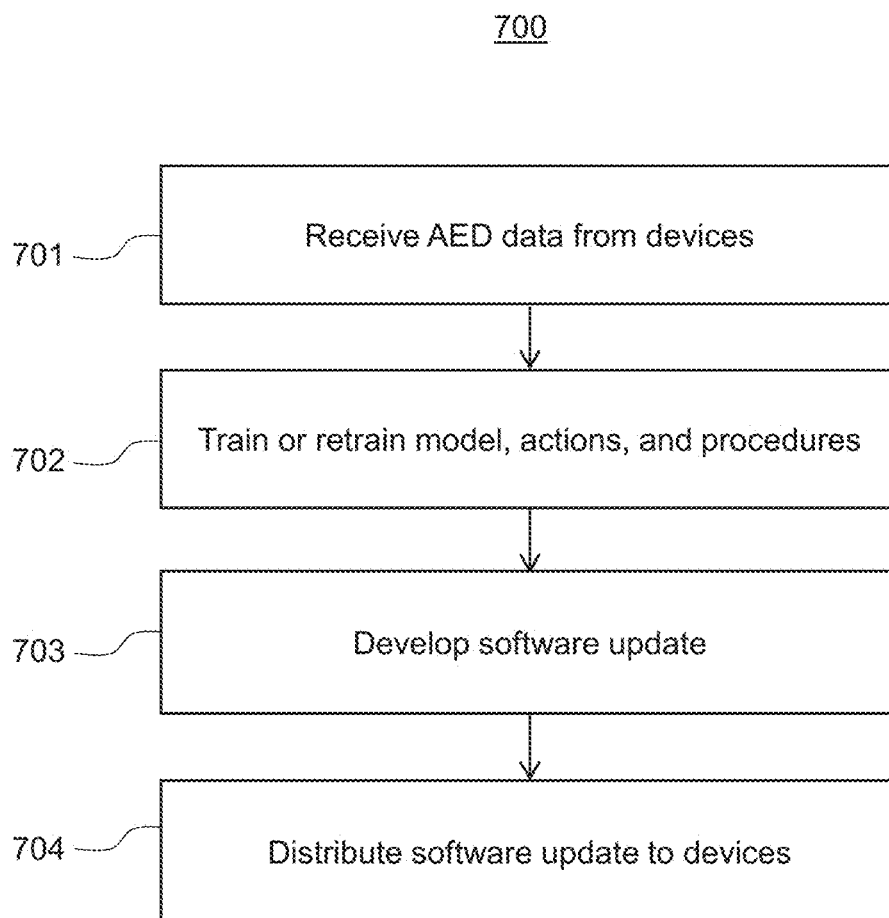 700
701
Receive AED data from devices
702
Train or retrain model, actions, and procedures
703
Develop software update
704
Distribute software update to devices